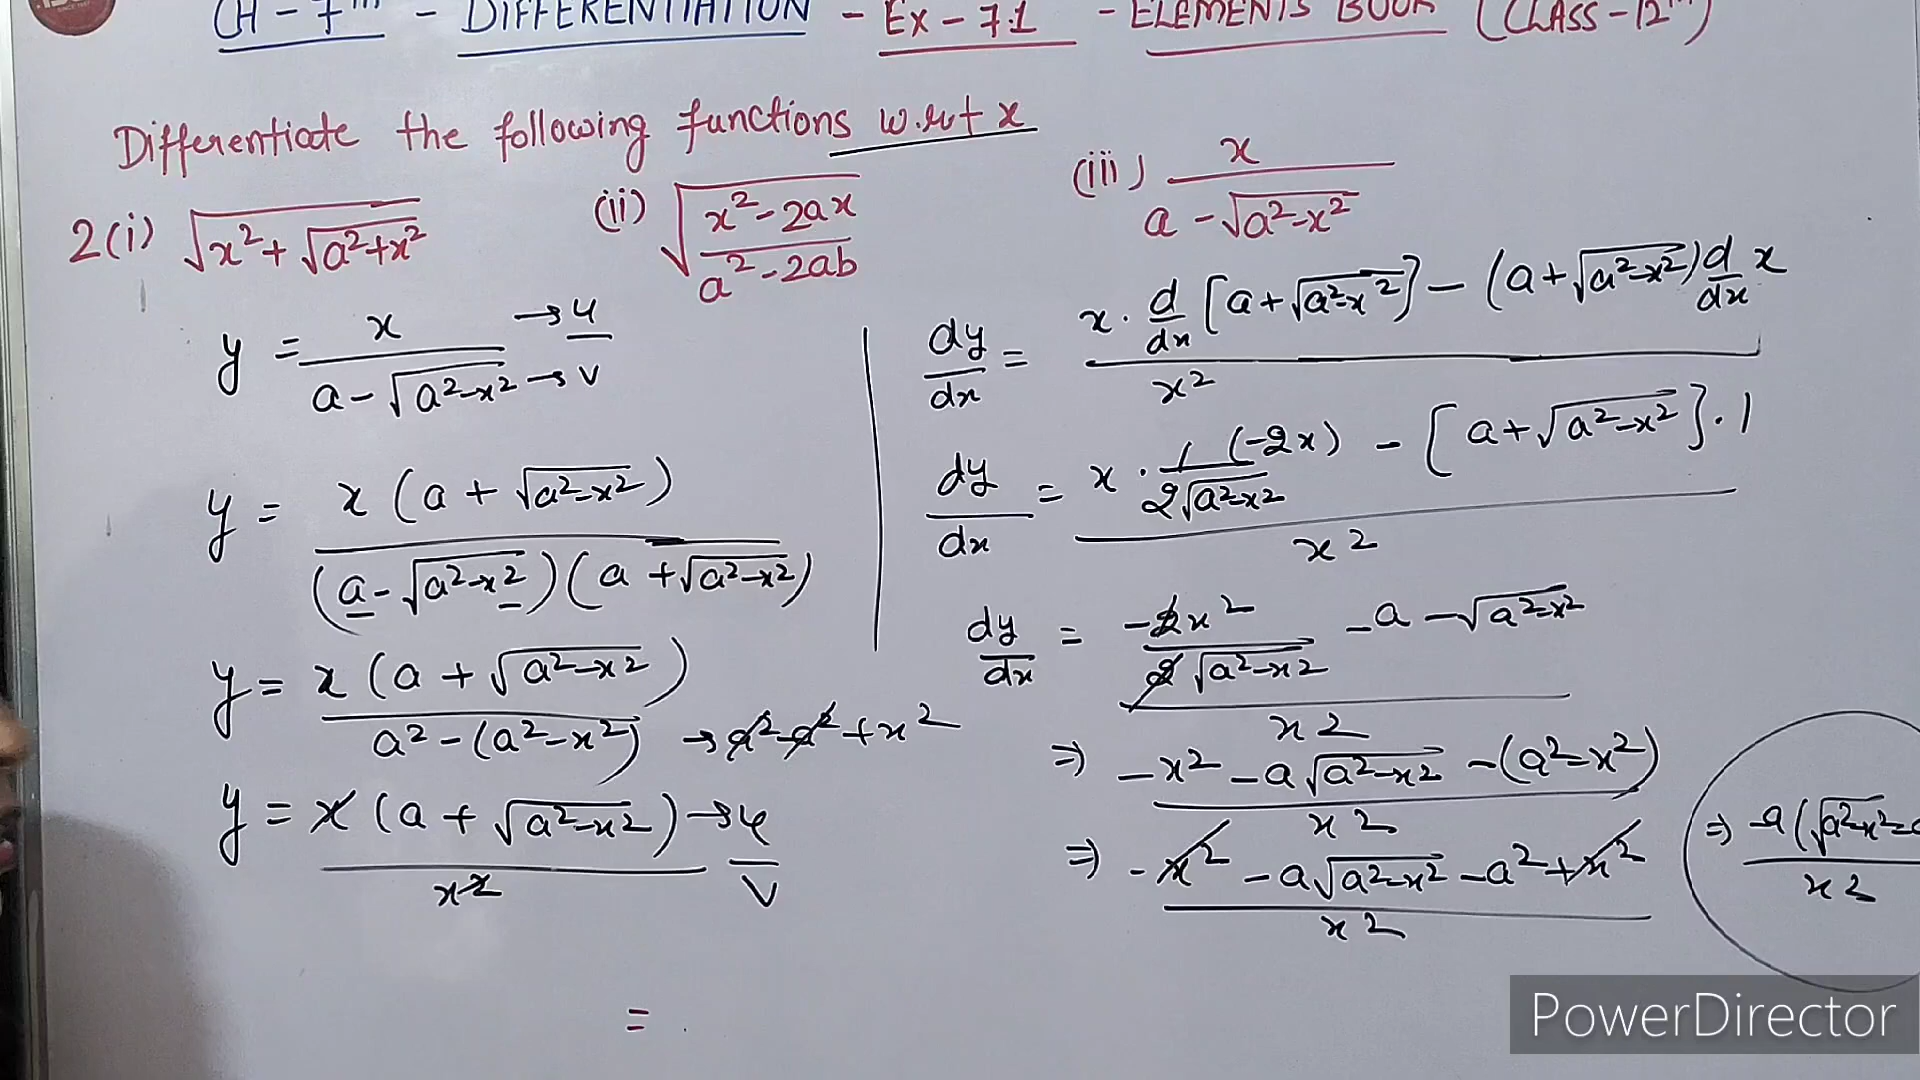 CH - 7th - DIFFERENTIATION - Ex - 7.1 - ELEMENTS BOOK (CLASS - 12th)
Differentiate the following functions w.r.t x
2(i) √(x² + √(a²+x²)) (ii) √((x²-2ax)/(a²-2ab)) (iii) x/(a - √(a²-x²))
y = x/(a - √(a²-x²)) → u/→ v
y = x(a + √(a²-x²))/((a - √(a²-x²))(a + √(a²-x²)))
y = x(a + √(a²-x²))/(a² - (a²-x²)) → a² - a² + x²
y = x(a + √(a²-x²))/x² → u/v
dy/dx = (x · d/dx [a + √(a²-x²)] - (a + √(a²-x²)) d/dx x)/x²
dy/dx = (x · 1/(2√(a²-x²)) (-2x) - [a + √(a²-x²)] · 1)/x²
dy/dx = (-2x²/(2√(a²-x²)) - a - √(a²-x²))/x²
⇒ (-x² - a√(a²-x²) - (a²-x²))/x²
⇒ (-x² - a√(a²-x²) - a² + x²)/x²
⇒ -a(√(a²-x²)/x²
=
PowerDirector